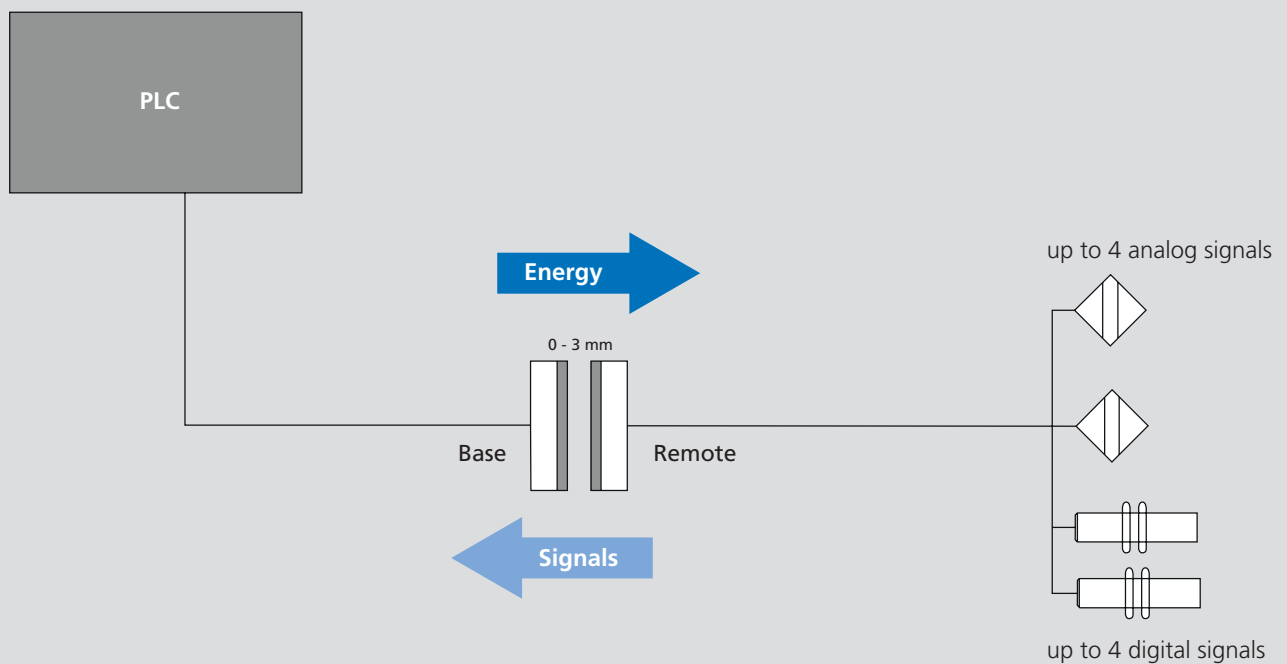 PLC
up to 4 analog signals
Energy
0 - 3 mm
Base
Remote
Signals
up to 4 digital signals